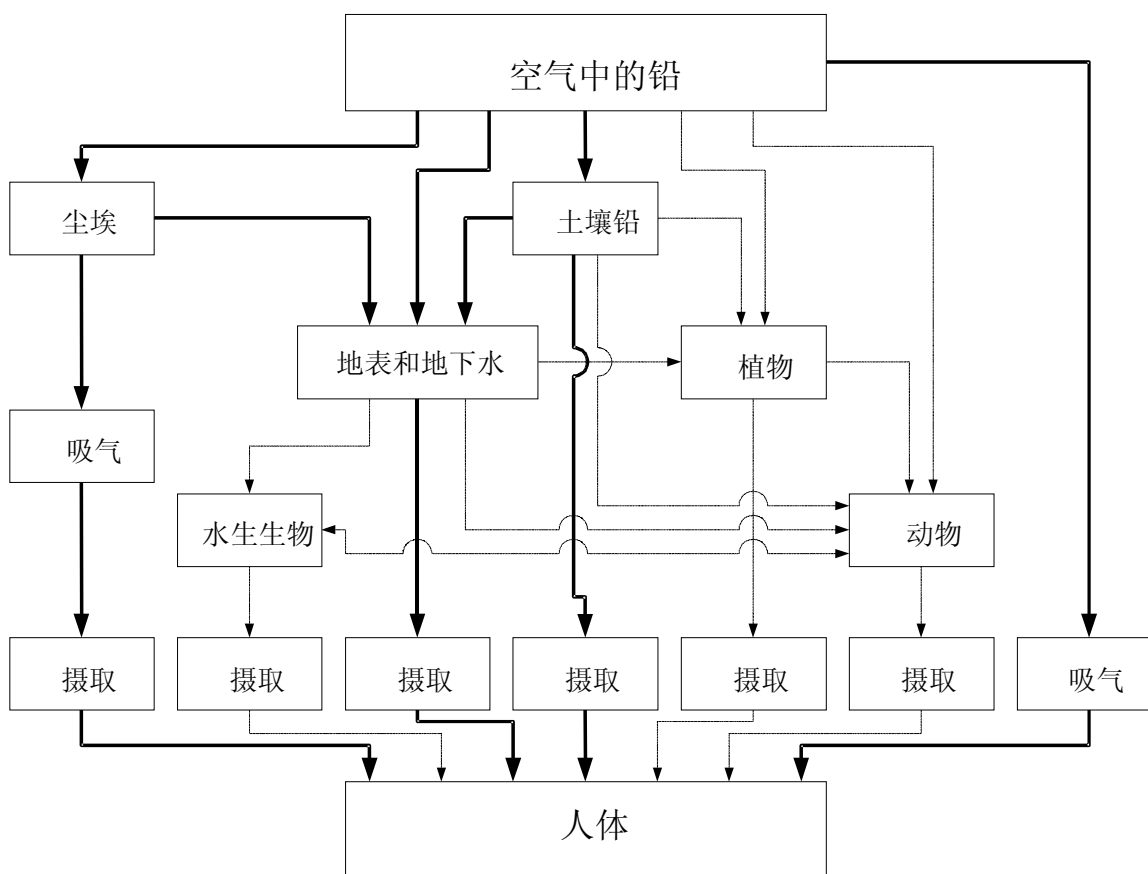 空气中的铅
尘埃
土壤铅
地表和地下水
植物
吸气
水生生物
动物
摄取
摄取
摄取
摄取
摄取
摄取
吸气
人体